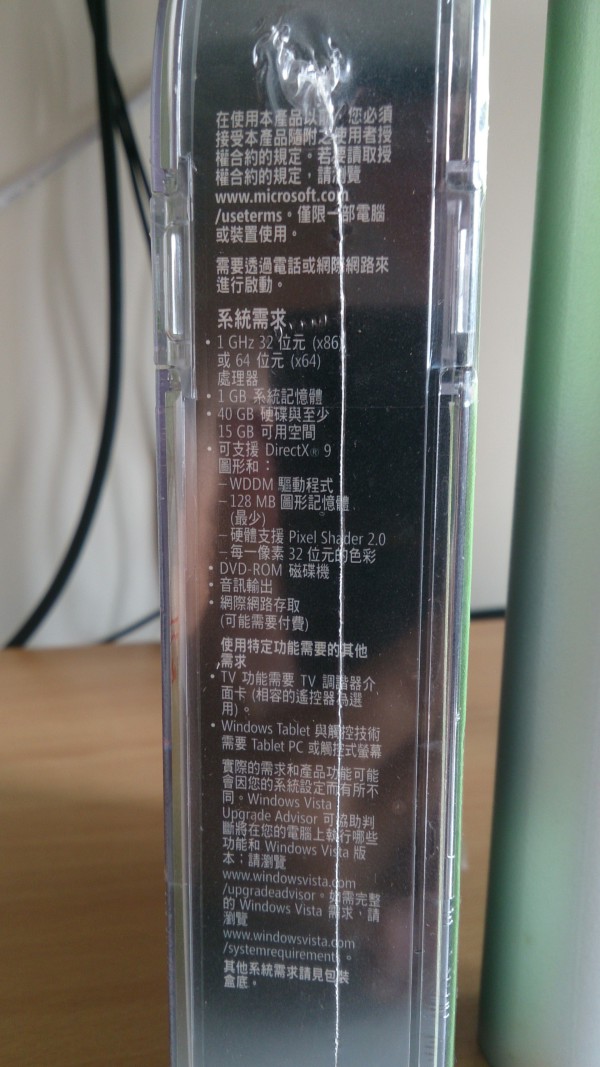 在使用本產品以前，您必須
接受本產品隨附之使用者授
權合約的規定。若要請取授
權合約的規定，請瀏覽
www.microsoft.com
/useterms。僅限一部電腦
或裝置使用。
需要透過電話或網際網路來
進行啟動。
系統需求
• 1 GHz 32 位元 (x86)
或 64 位元 (x64)
處理器
• 1 GB 系統記憶體
• 40 GB 硬碟與至少
15 GB 可用空間
• 可支援 DirectX® 9
圖形和：
–WDDM 驅動程式
–128 MB 圖形記憶體
(最少)
–硬體支援 Pixel Shader 2.0
–每一像素 32 位元的色彩
• DVD-ROM 磁碟機
• 音訊輸出
• 網際網路存取
(可能需要付費)
使用特定功能需要的其他
需求
• TV 功能需要 TV 調諧器介
面卡 (相容的遙控器為選
用)。
• Windows Tablet 與觸控技術
需要 Tablet PC 或觸控式螢幕
實際的需求和產品功能可能
會因您的系統設定而有所不
同。Windows Vista
Upgrade Advisor 可協助判
斷將在您的電腦上執行哪些
功能和 Windows Vista 版
本；請瀏覽
www.windowsvista.com
/upgradeadvisor。如需完整
的 Windows Vista 需求，請
瀏覽
www.windowsvista.com
/systemrequirements。
其他系統需求請見包裝
盒底。